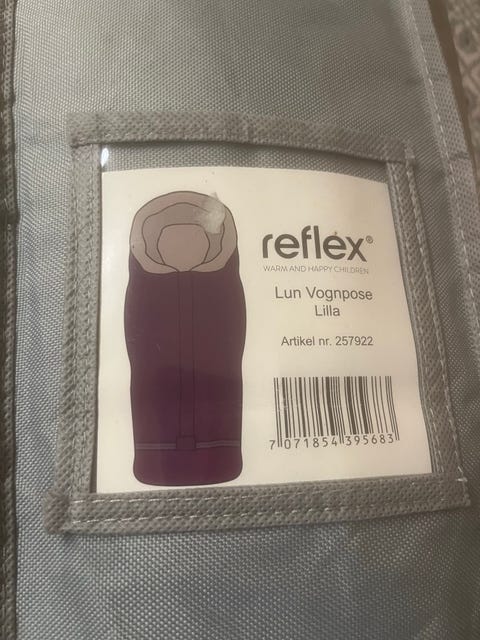 reflex®
WARM AND HAPPY CHILDREN
Lun Vognpose
Lilla
Artikel nr. 257922
7 071854 395683